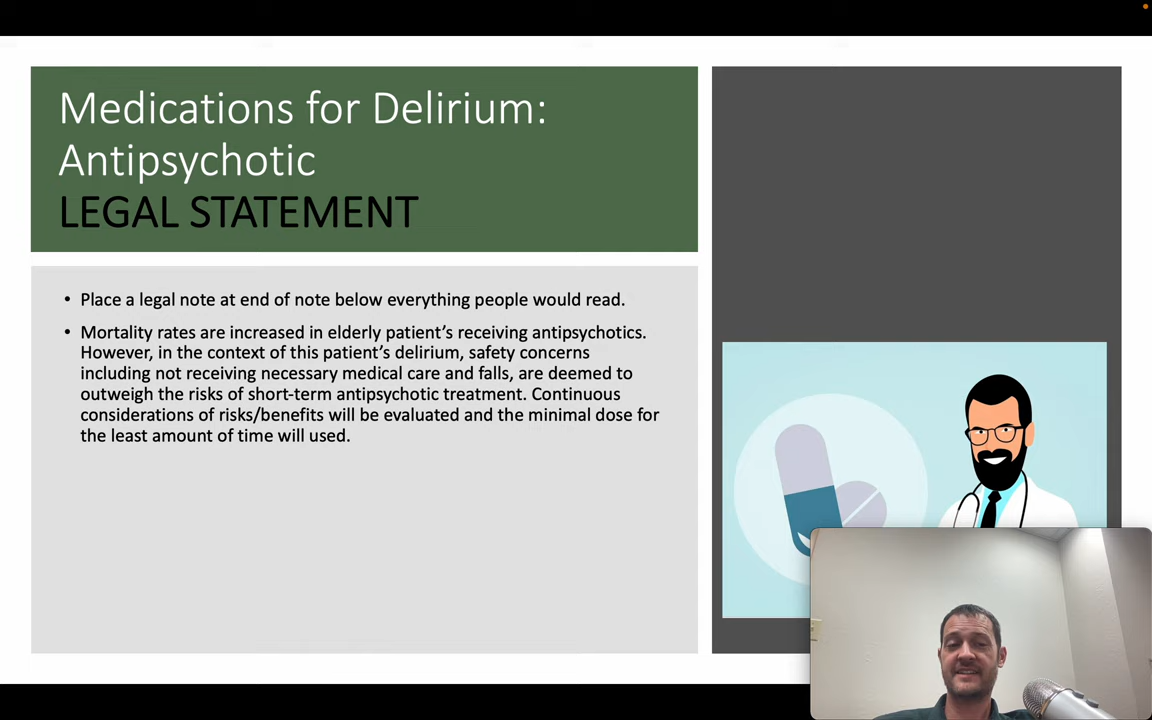 Medications for Delirium:
Antipsychotic
LEGAL STATEMENT
• Place a legal note at end of note below everything people would read.
• Mortality rates are increased in elderly patient’s receiving antipsychotics.
However, in the context of this patient’s delirium, safety concerns
including not receiving necessary medical care and falls, are deemed to
outweigh the risks of short-term antipsychotic treatment. Continuous
considerations of risks/benefits will be evaluated and the minimal dose for
the least amount of time will used.